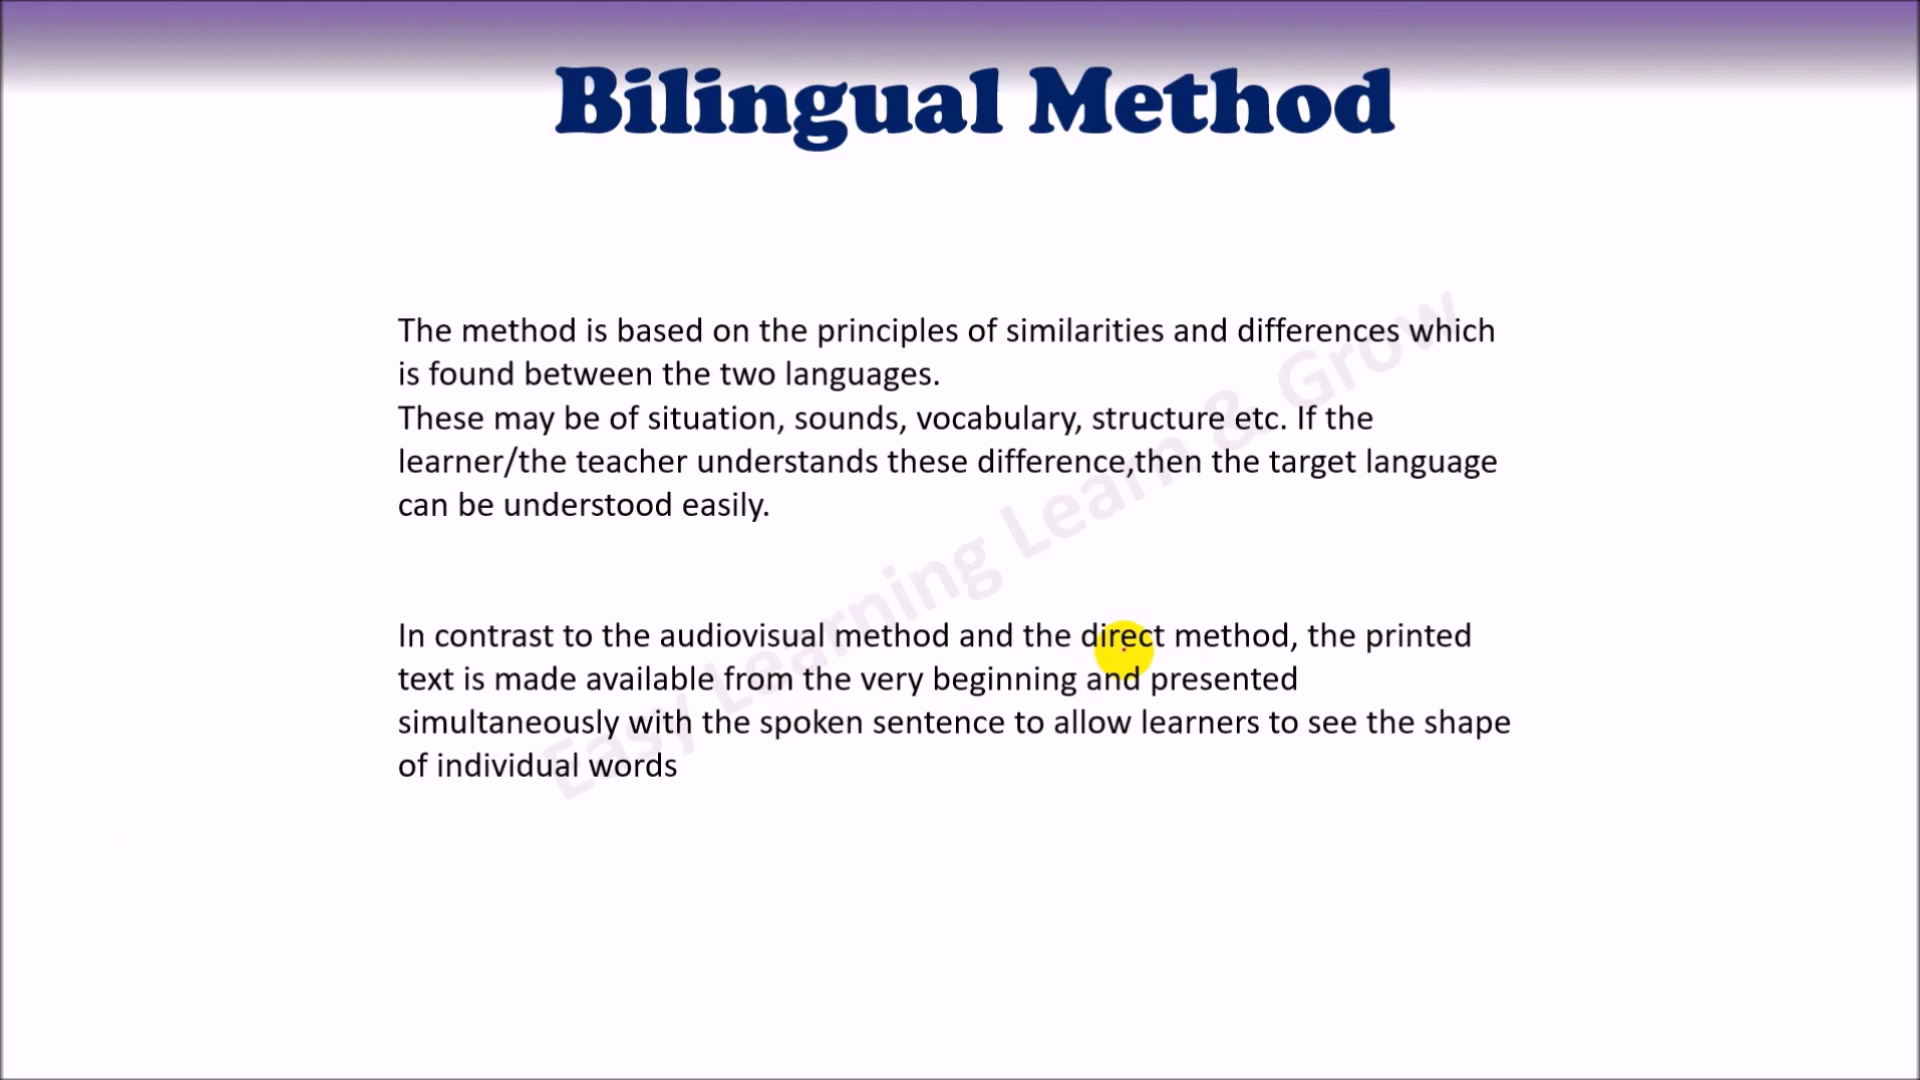 Bilingual Method
The method is based on the principles of similarities and differences which
is found between the two languages.
These may be of situation, sounds, vocabulary, structure etc. If the
learner/the teacher understands these difference,then the target language
can be understood easily.
In contrast to the audiovisual method and the direct method, the printed
text is made available from the very beginning and presented
simultaneously with the spoken sentence to allow learners to see the shape
of individual words
Easy Learning Learn & Grow